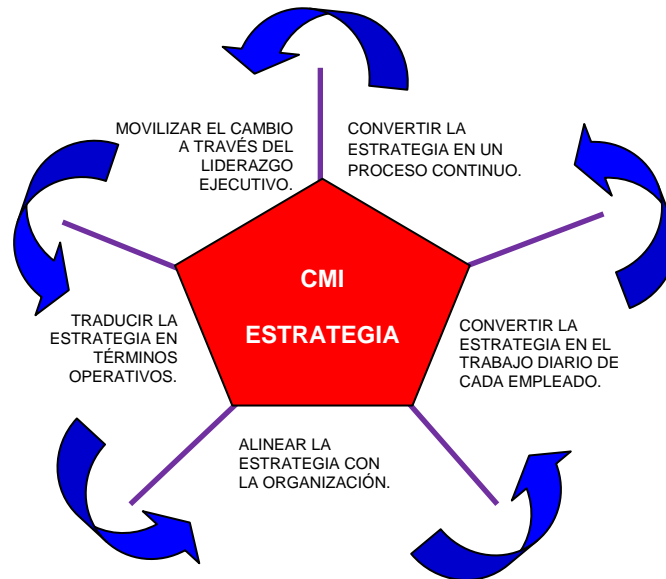 MOVILIZAR EL CAMBIO
A TRAVÉS DEL
LIDERAZGO
EJECUTIVO.
CONVERTIR LA
ESTRATEGIA EN UN
PROCESO CONTINUO.
CMI
ESTRATEGIA
TRADUCIR LA
ESTRATEGIA EN
TÉRMINOS
OPERATIVOS.
CONVERTIR LA
ESTRATEGIA EN EL
TRABAJO DIARIO DE
CADA EMPLEADO.
ALINEAR LA
ESTRATEGIA CON
LA ORGANIZACIÓN.